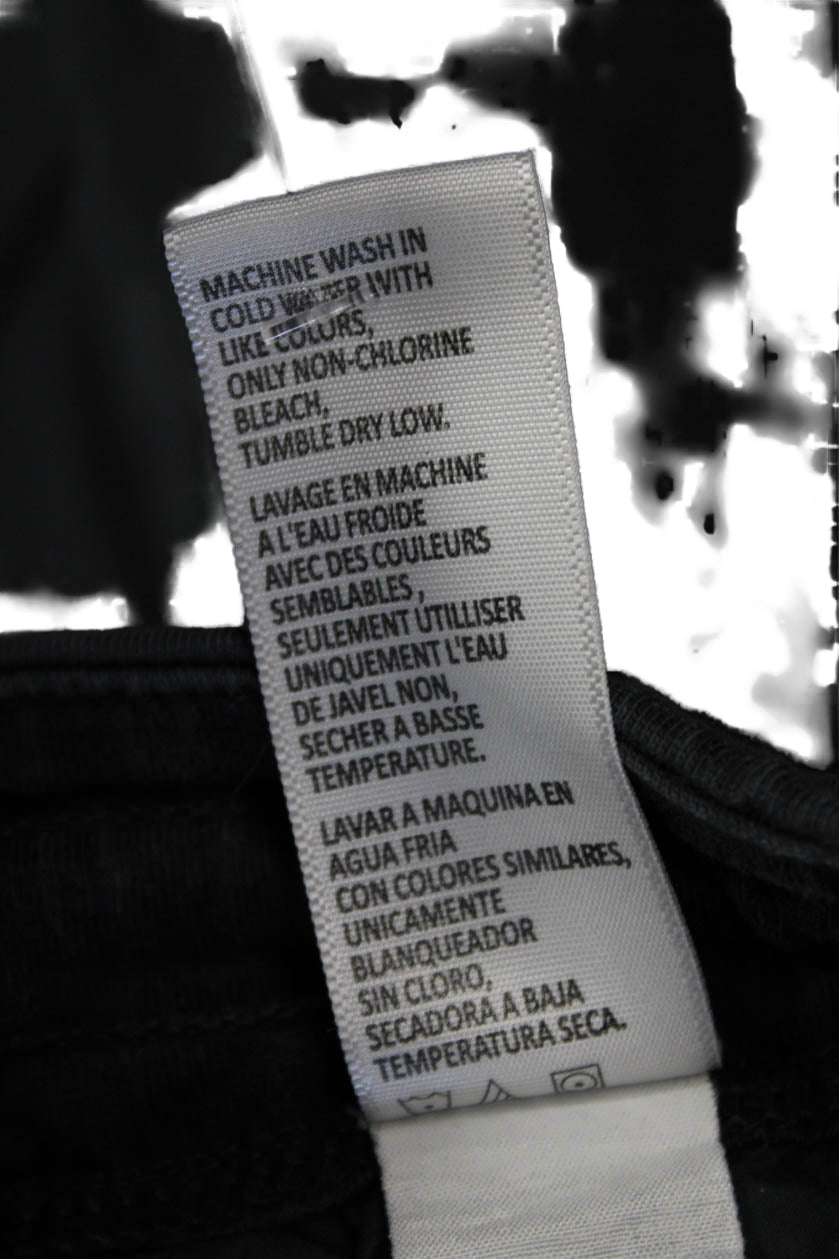 MACHINE WASH IN
COLD WATER WITH
LIKE COLORS,
ONLY NON-CHLORINE
BLEACH,
TUMBLE DRY LOW.
LAVAGE EN MACHINE
A L'EAU FROIDE
AVEC DES COULEURS
SEMBLABLES ,
SEULEMENT UTILLISER
UNIQUEMENT L'EAU
DE JAVEL NON,
SECHER A BASSE
TEMPERATURE.
LAVAR A MAQUINA EN
AGUA FRIA
CON COLORES SIMILARES,
UNICAMENTE
BLANQUEADOR
SIN CLORO,
SECADORA A BAJA
TEMPERATURA SECA.